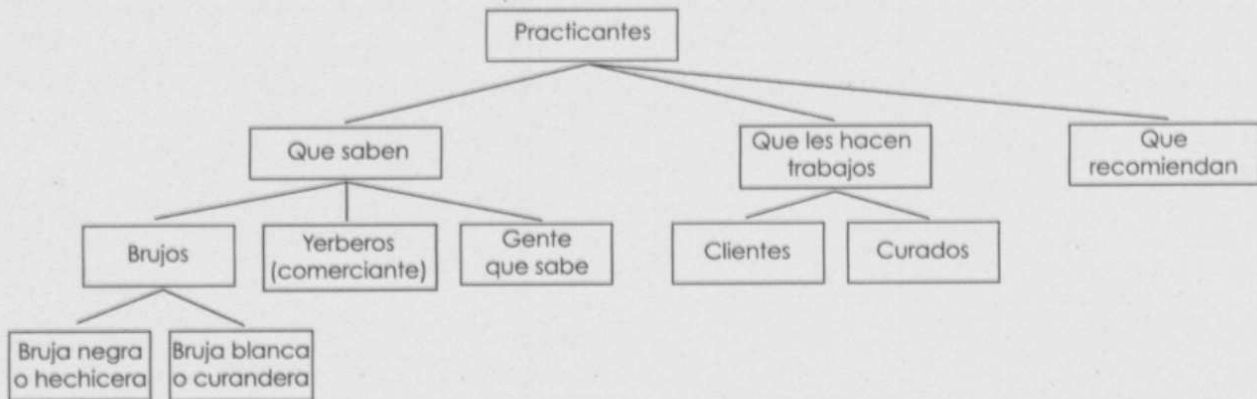 Practicantes
Que saben
Que les hacen
trabajos
Que
recomiendan
Brujos
Yerberos
(comerciante)
Gente
que sabe
Clientes
Curados
Bruja negra
o hechicera
Bruja blanca
o curandera